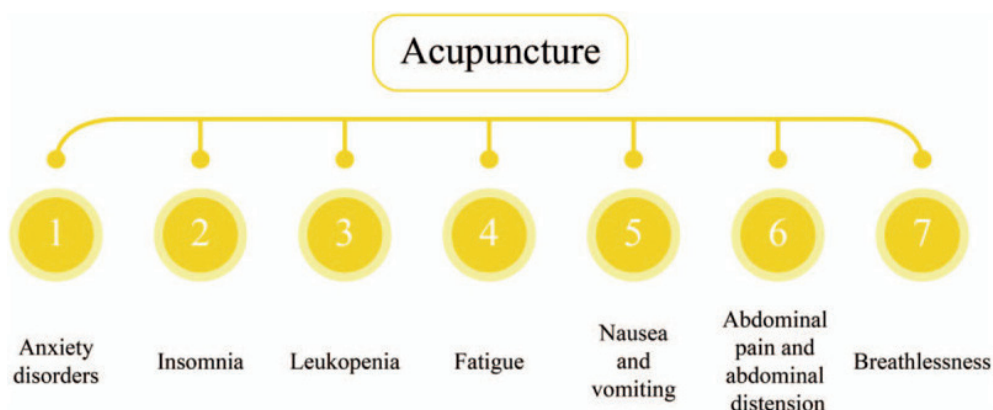 Acupuncture
1
2
3
4
5
6
7
Anxiety
disorders
Insomnia
Leukopenia
Fatigue
Nausea
and
vomiting
Abdominal
pain and
abdominal
distension
Breathlessness